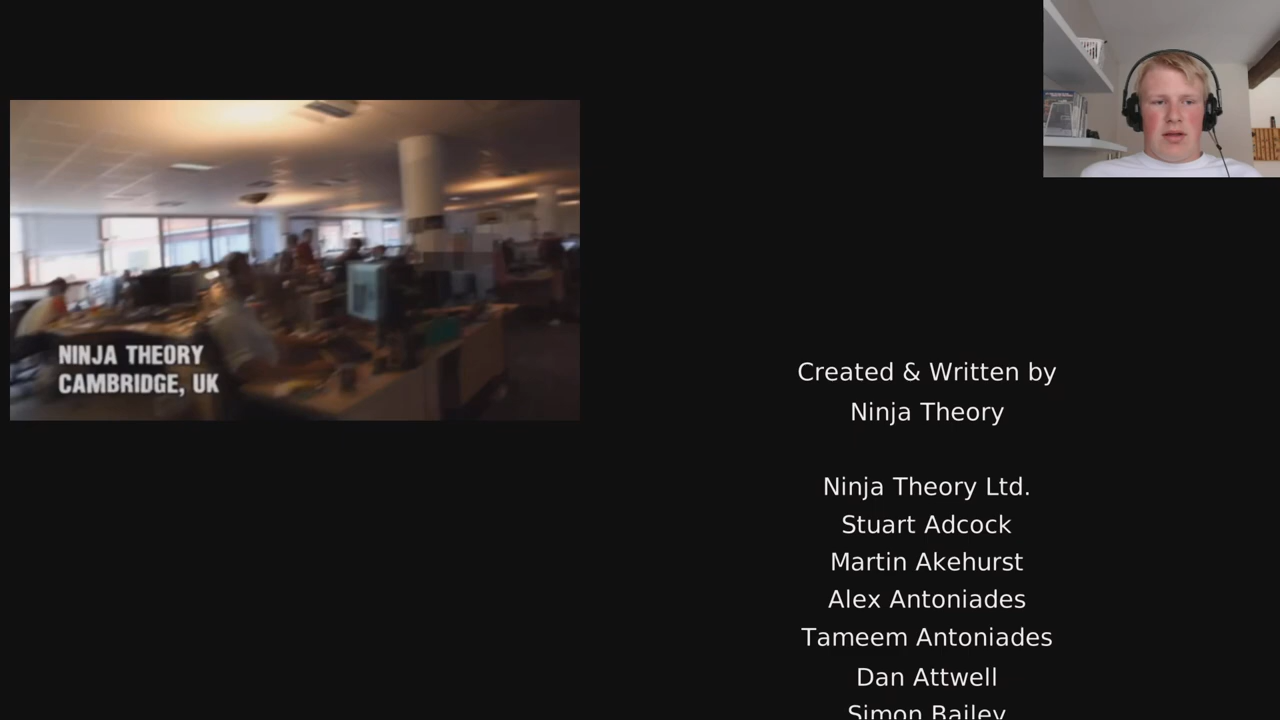 NINJA THEORY
CAMBRIDGE, UK
Created & Written by
Ninja Theory
Ninja Theory Ltd.
Stuart Adcock
Martin Akehurst
Alex Antoniades
Tameem Antoniades
Dan Attwell
Simon Bailey